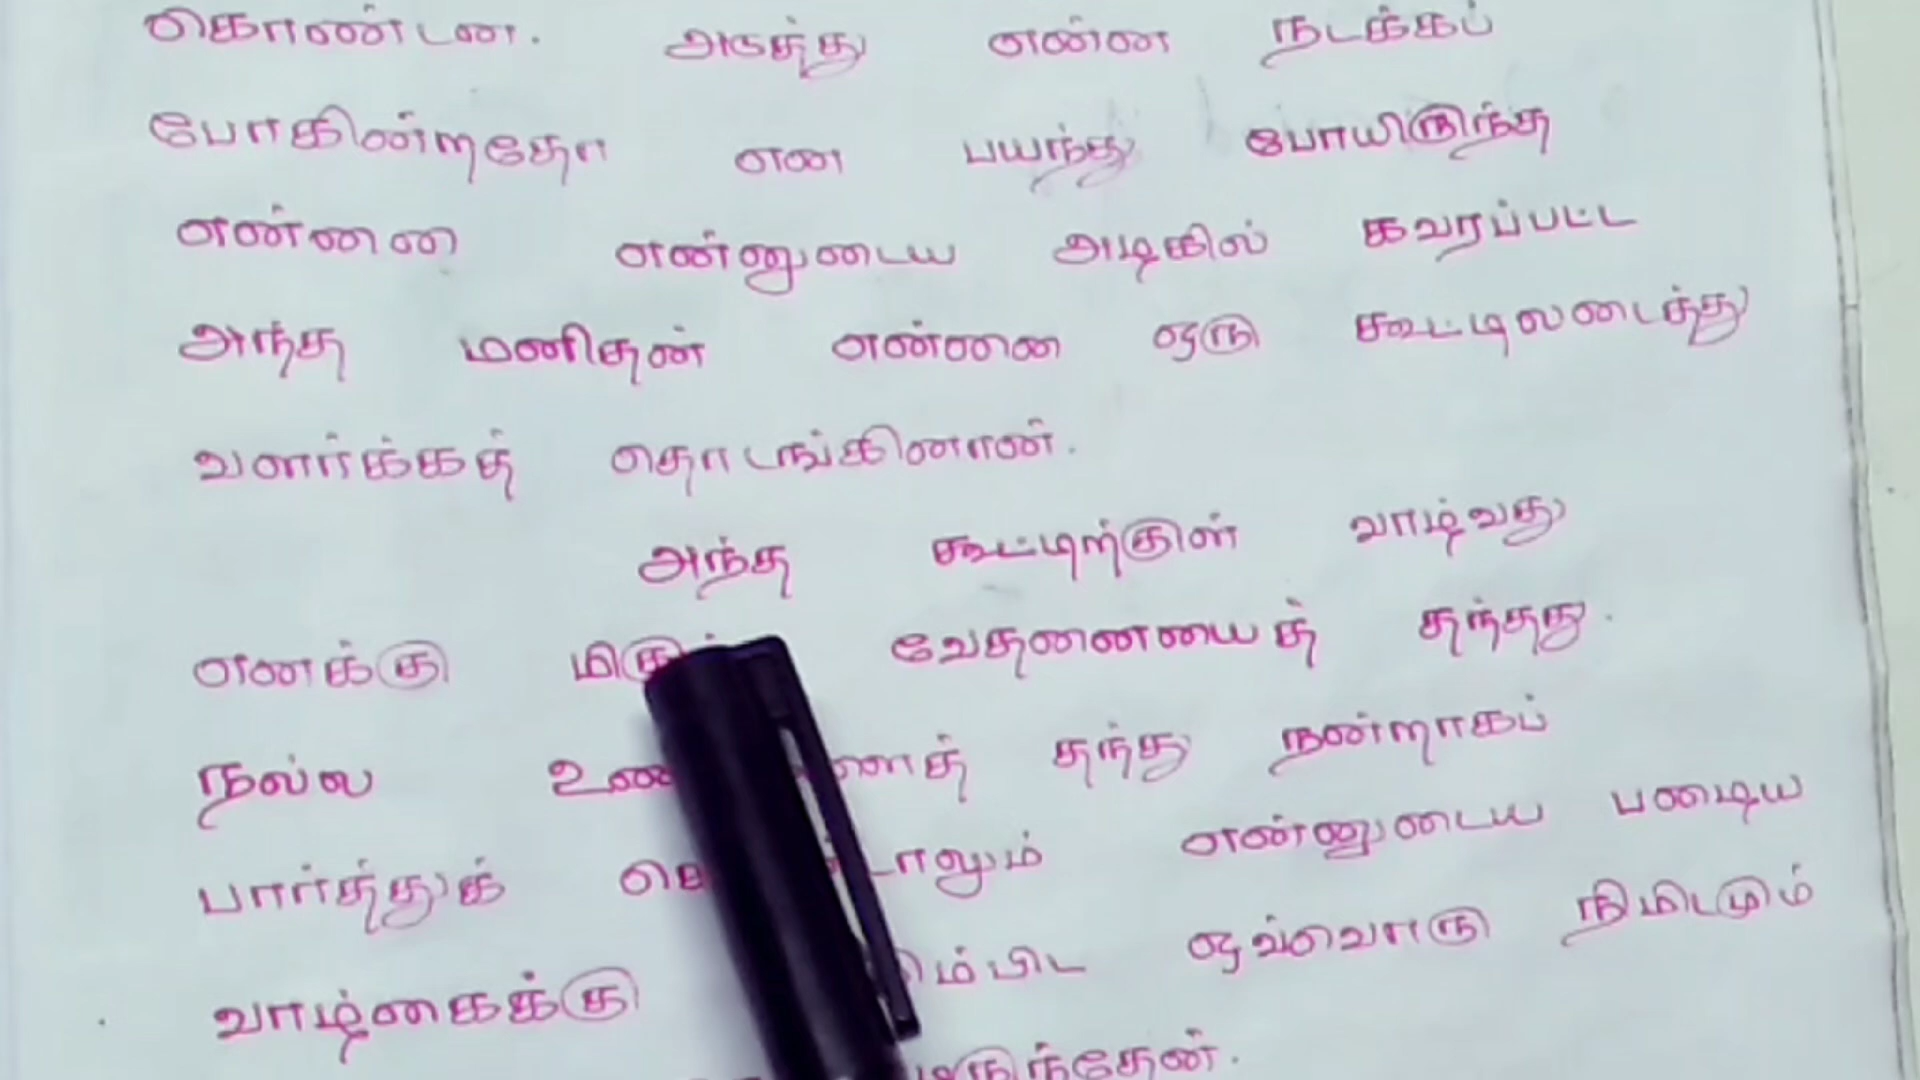 கொண்டன. அடுத்து என்ன நடக்கப்
போகின்றதோ என பயந்து போயிருந்த
என்னை என்னுடைய அழகில் கவரப்பட்ட
அந்த மனிதன் என்னை ஒரு கூட்டிலடைத்து
வளர்க்கத் தொடங்கினான்.
அந்த கூட்டிற்குள் வாழ்வது
எனக்கு வேதனையைத் தந்தது.
நல்ல தந்து நன்றாகப்
பார்த்துக் என்னுடைய பழைய
வாழ்கைக்கு ஒவ்வொரு நிமிடமும்